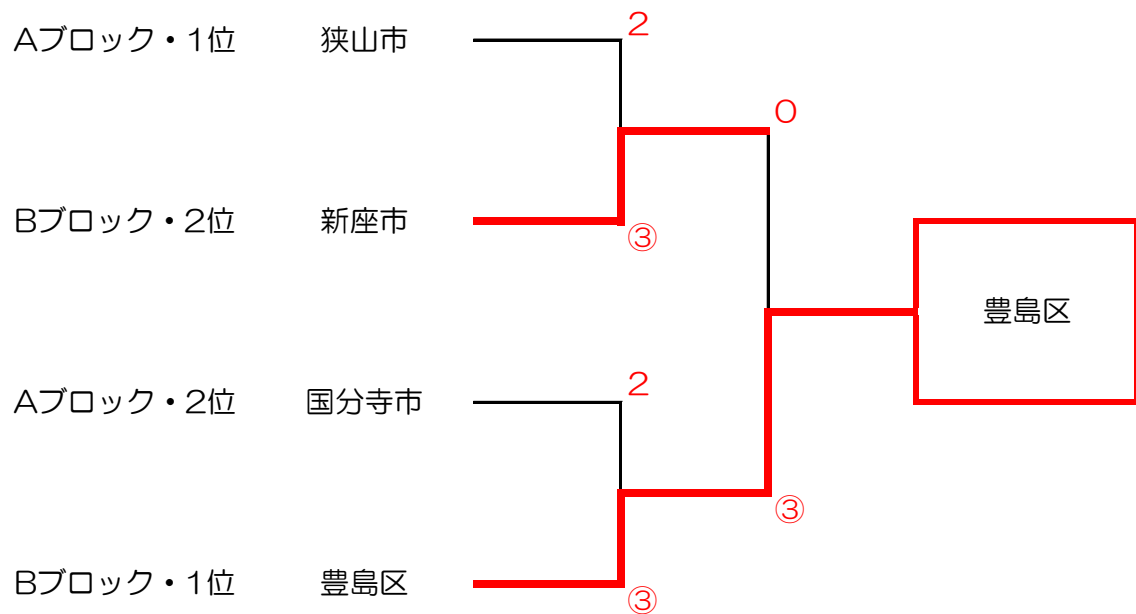 Aブロック・1位 狭山市 2
0
Bブロック・2位 新座市 ③
豊島区
Aブロック・2位 国分寺市 2
③
Bブロック・1位 豊島区 ③